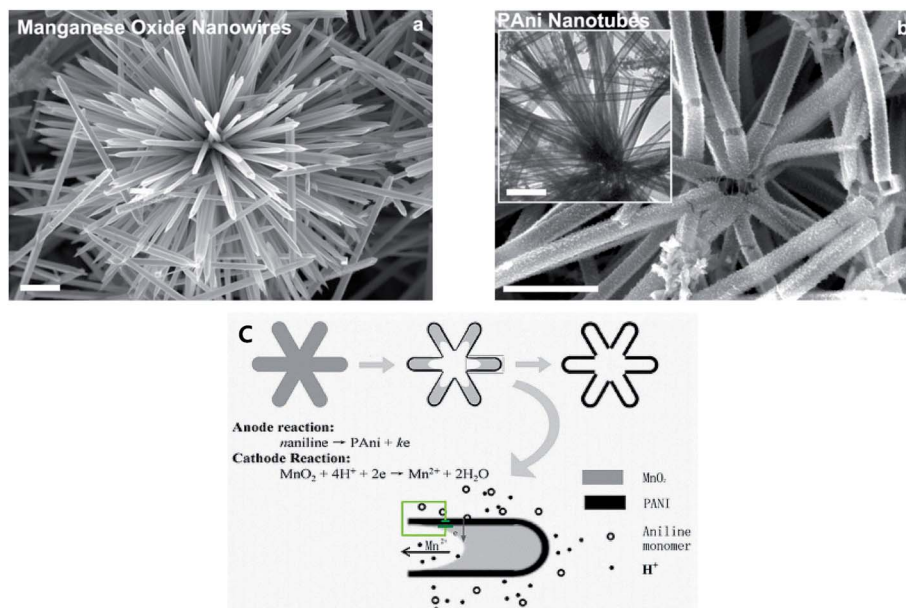 Manganese Oxide Nanowires
a
PAni Nanotubes
b
C
Anode reaction:
naniline → PAni + ke
Cathode Reaction:
MnO₂ + 4H⁺ + 2e → Mn²⁺ + 2H₂O
MnO₂
PANI
Aniline
monomer
H⁺
e
Mn²⁺